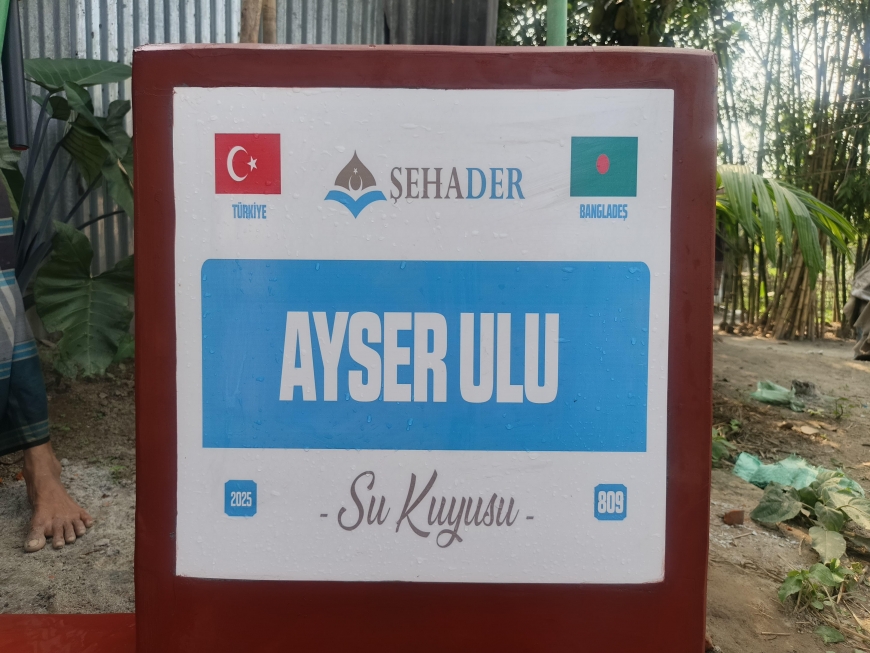 ŞEHADER
TÜRKİYE
BANGLADEŞ
AYSER ULU
2025
- Su Kuyusu -
809